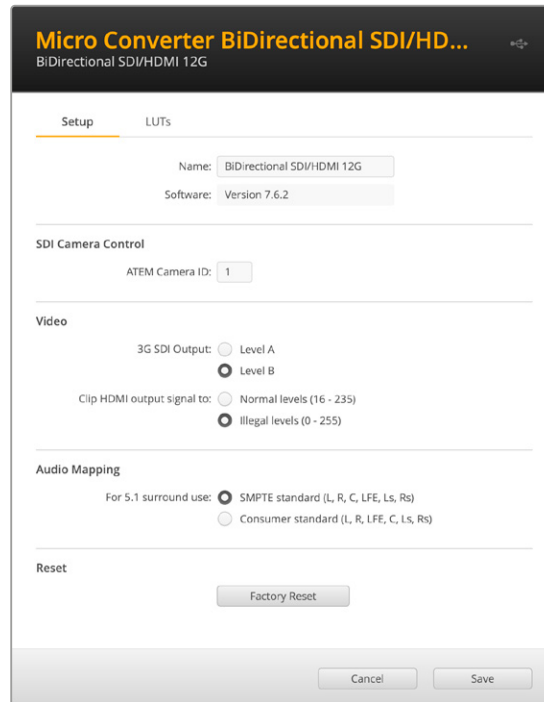 Micro Converter BiDirectional SDI/HD...
BiDirectional SDI/HDMI 12G
Setup LUTs
Name: BiDirectional SDI/HDMI 12G
Software: Version 7.6.2
SDI Camera Control
ATEM Camera ID: 1
Video
3G SDI Output: Level A
Level B
Clip HDMI output signal to: Normal levels (16 - 235)
Illegal levels (0 - 255)
Audio Mapping
For 5.1 surround use: SMPTE standard (L, R, C, LFE, Ls, Rs)
Consumer standard (L, R, LFE, C, Ls, Rs)
Reset
Factory Reset
Cancel Save